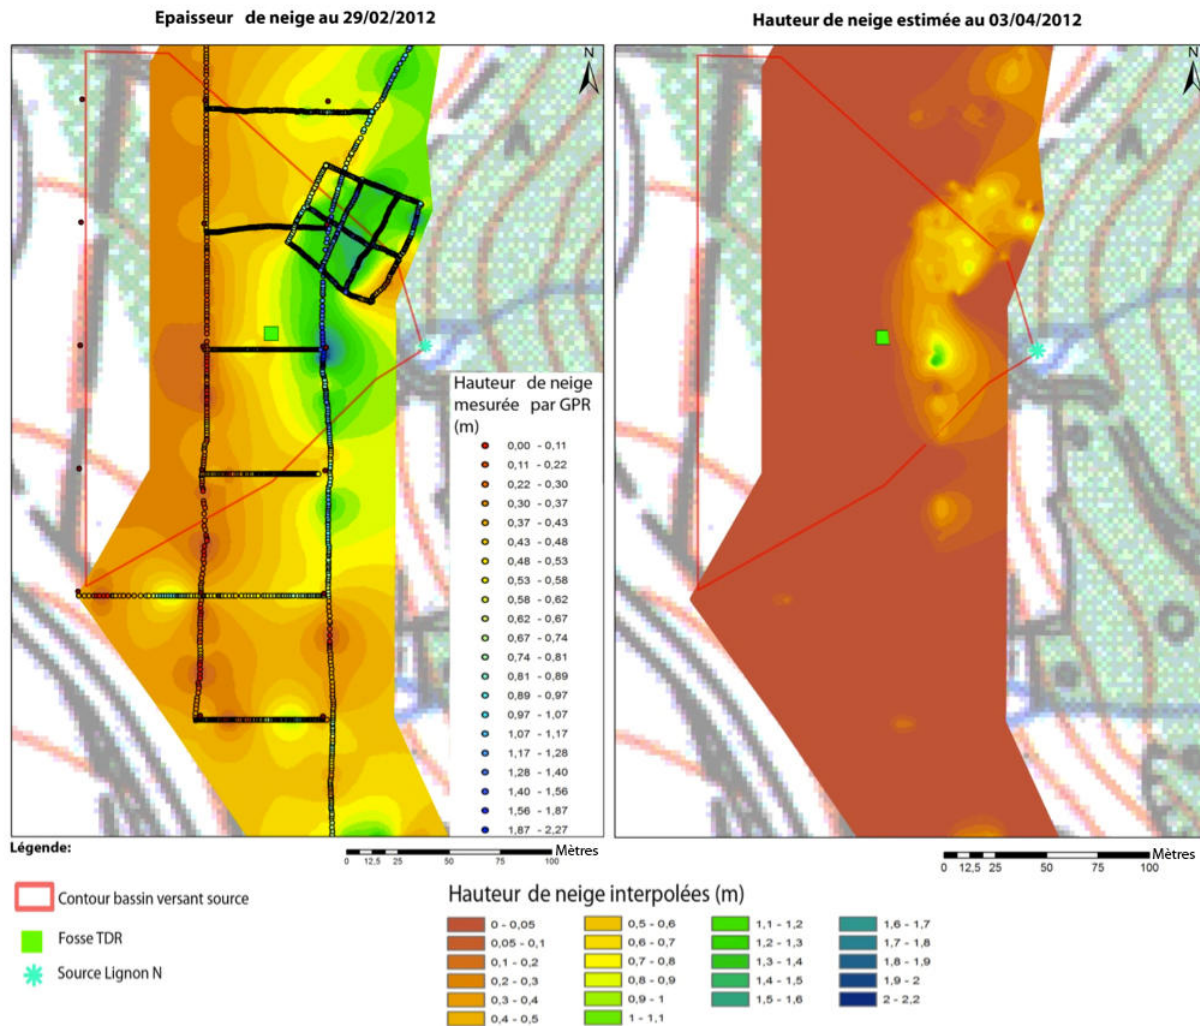 Epaisseur de neige au 29/02/2012
Hauteur de neige estimée au 03/04/2012
N
N
Hauteur de neige
mesurée par GPR
(m)
0,00 - 0,11
0,11 - 0,22
0,22 - 0,30
0,30 - 0,37
0,37 - 0,43
0,43 - 0,48
0,48 - 0,53
0,53 - 0,58
0,58 - 0,62
0,62 - 0,67
0,67 - 0,74
0,74 - 0,81
0,81 - 0,89
0,89 - 0,97
0,97 - 1,07
1,07 - 1,17
1,17 - 1,28
1,28 - 1,40
1,40 - 1,56
1,56 - 1,87
1,87 - 2,27
Légende:
Mètres
0 12,5 25 50 75 100
Mètres
0 12,5 25 50 75 100
Contour bassin versant source
Fosse TDR
Source Lignon N
Hauteur de neige interpolées (m)
0 - 0,05
0,05 - 0,1
0,1 - 0,2
0,2 - 0,3
0,3 - 0,4
0,4 - 0,5
0,5 - 0,6
0,6 - 0,7
0,7 - 0,8
0,8 - 0,9
0,9 - 1
1 - 1,1
1,1 - 1,2
1,2 - 1,3
1,3 - 1,4
1,4 - 1,5
1,5 - 1,6
1,6 - 1,7
1,7 - 1,8
1,8 - 1,9
1,9 - 2
2 - 2,2